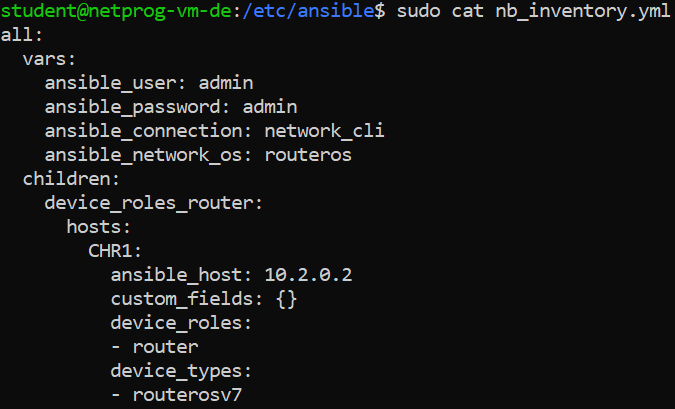 student@netprog-vm-de:/etc/ansible$ sudo cat nb_inventory.yml
all:
  vars:
    ansible_user: admin
    ansible_password: admin
    ansible_connection: network_cli
    ansible_network_os: routeros
  children:
    device_roles_router:
      hosts:
        CHR1:
          ansible_host: 10.2.0.2
          custom_fields: {}
          device_roles:
          - router
          device_types:
          - routerosv7